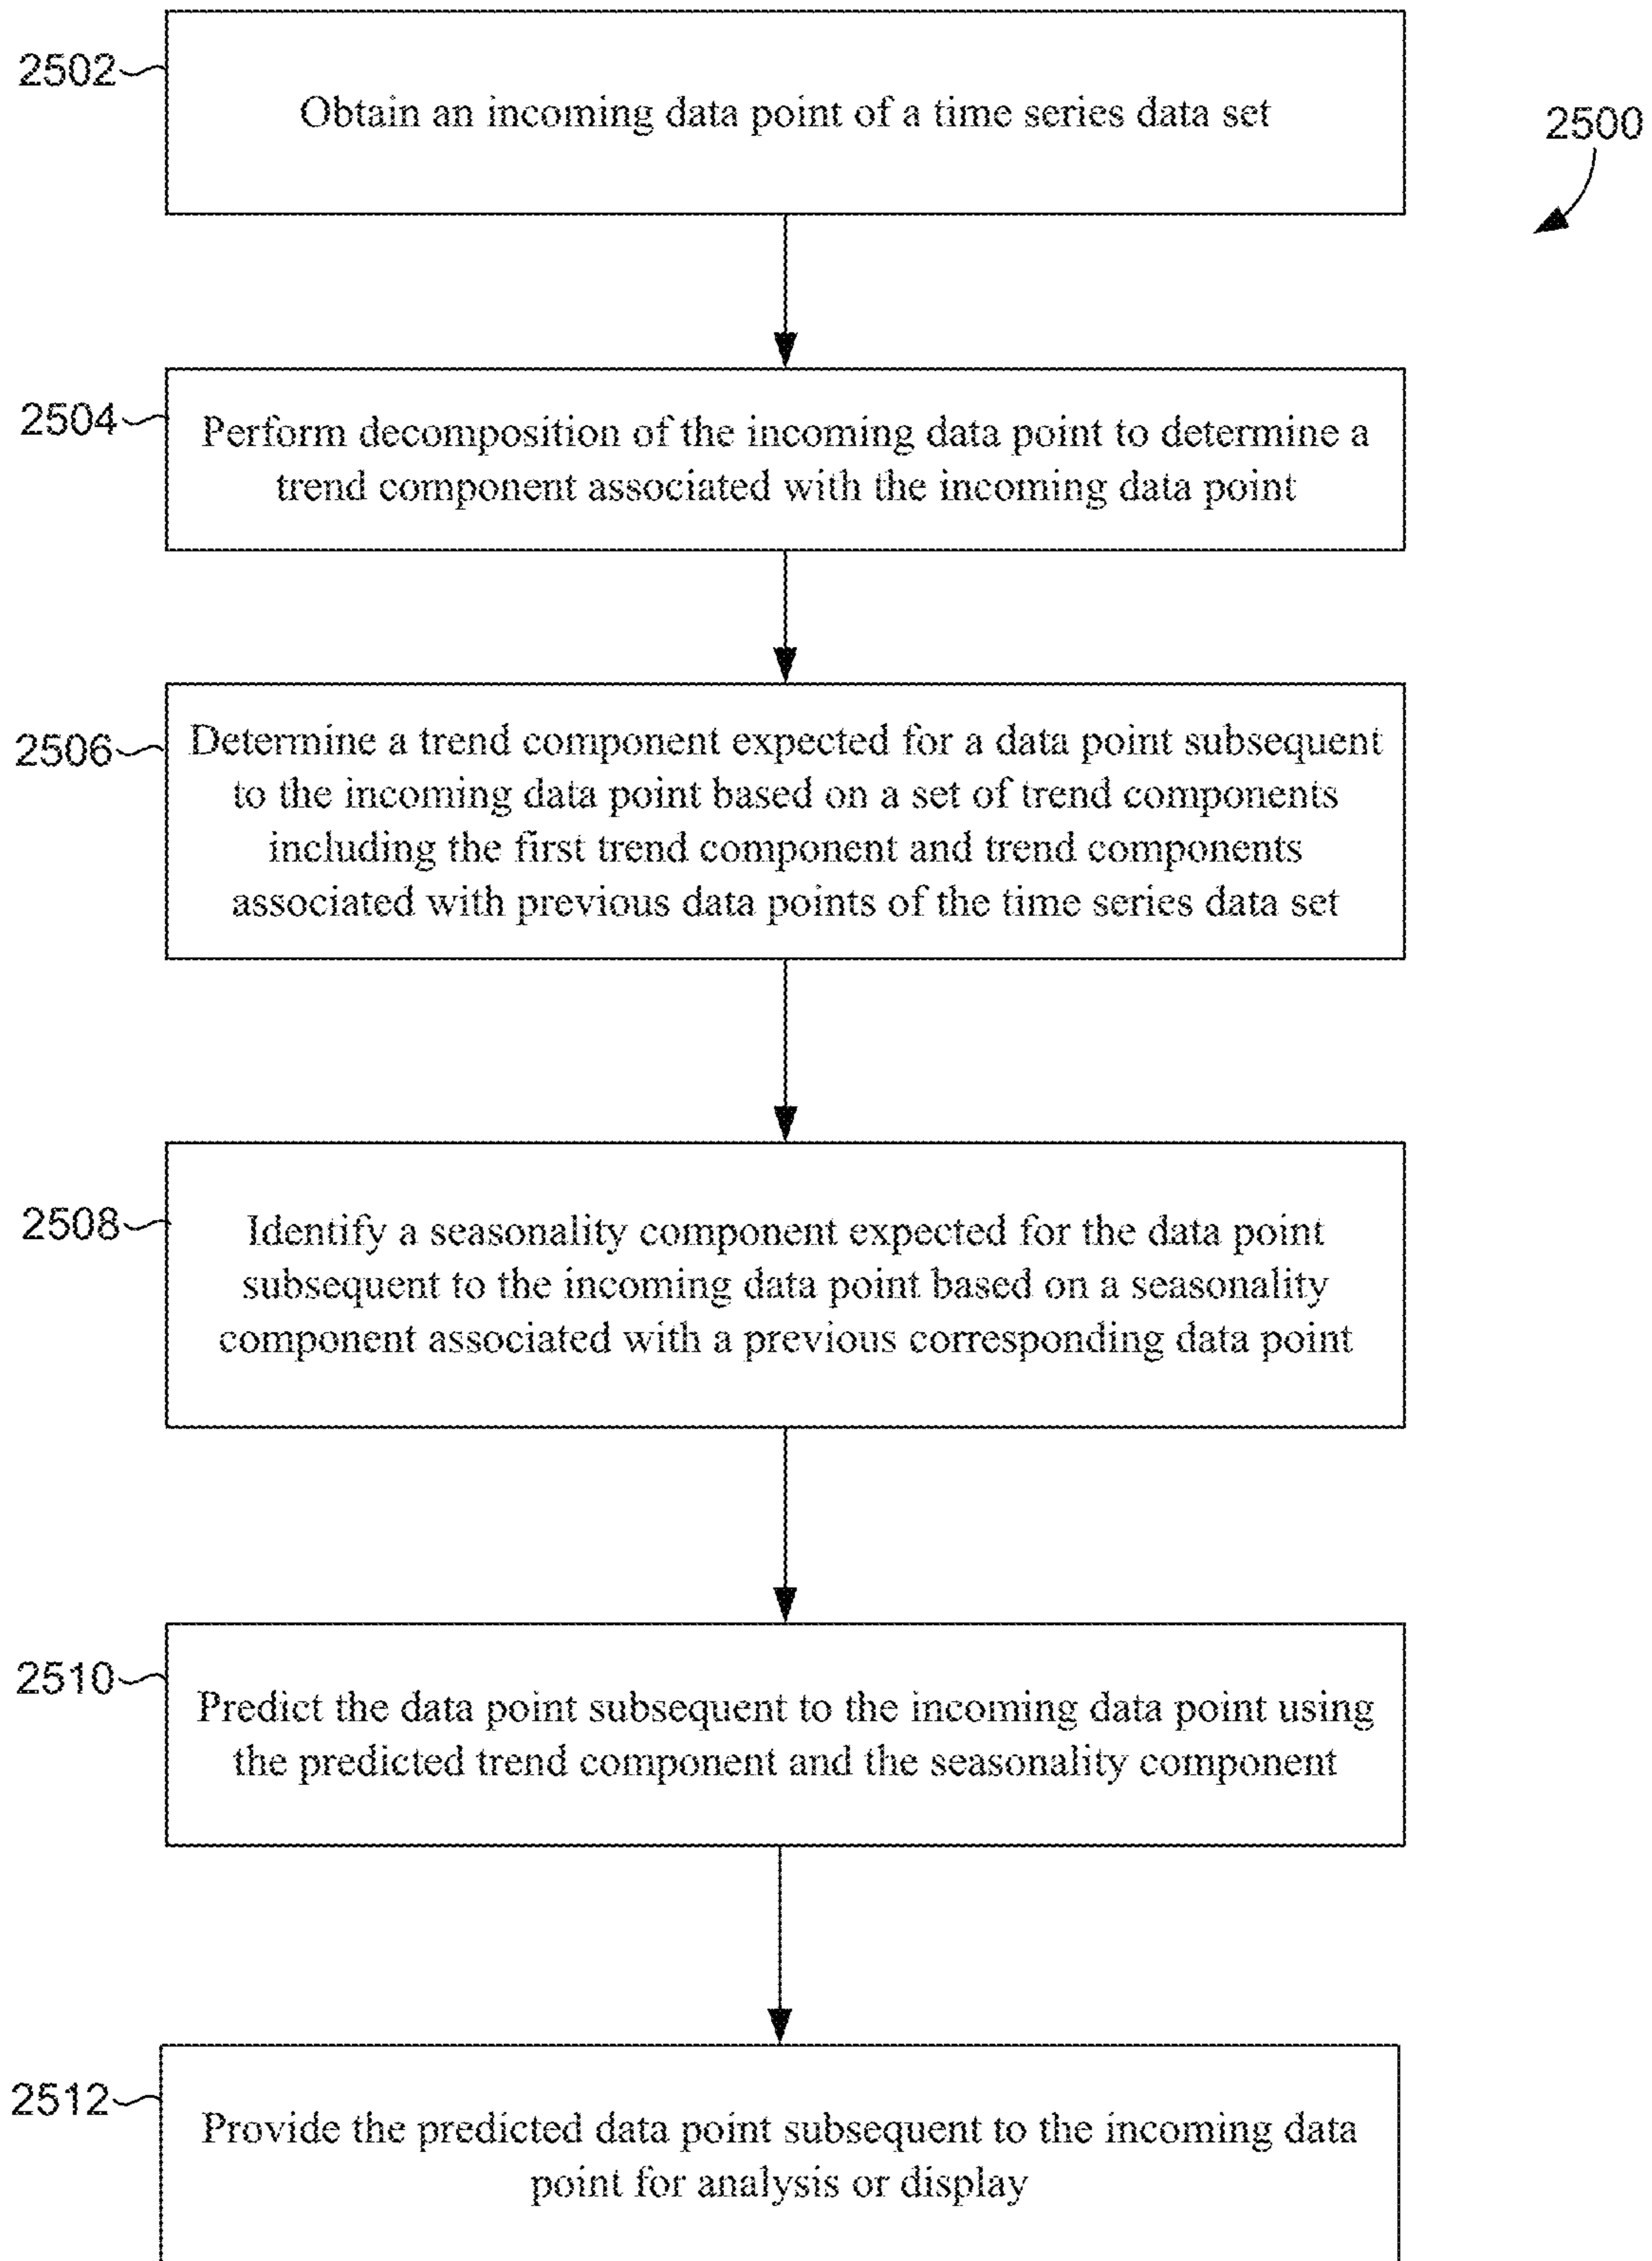 2502
Obtain an incoming data point of a time series data set
2500
2504
Perform decomposition of the incoming data point to determine a
trend component associated with the incoming data point
2506
Determine a trend component expected for a data point subsequent
to the incoming data point based on a set of trend components
including the first trend component and trend components
associated with previous data points of the time series data set
2508
Identify a seasonality component expected for the data point
subsequent to the incoming data point based on a seasonality
component associated with a previous corresponding data point
2510
Predict the data point subsequent to the incoming data point using
the predicted trend component and the seasonality component
2512
Provide the predicted data point subsequent to the incoming data
point for analysis or display